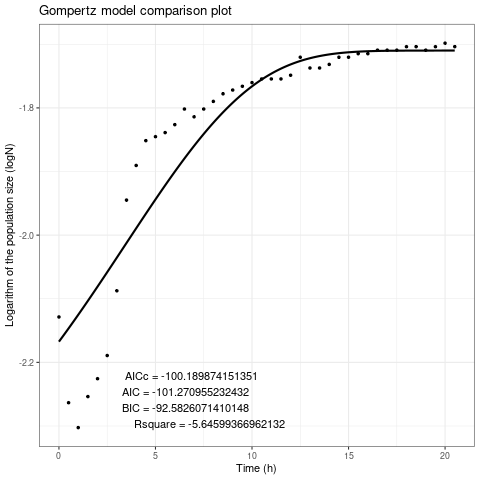 Gompertz model comparison plot
Logarithm of the population size (logN)
-1.8
-2.0
-2.2
AICc = -100.189874151351
AIC = -101.270955232432
BIC = -92.5826071410148
Rsquare = -5.64599366962132
0 5 10 15 20
Time (h)